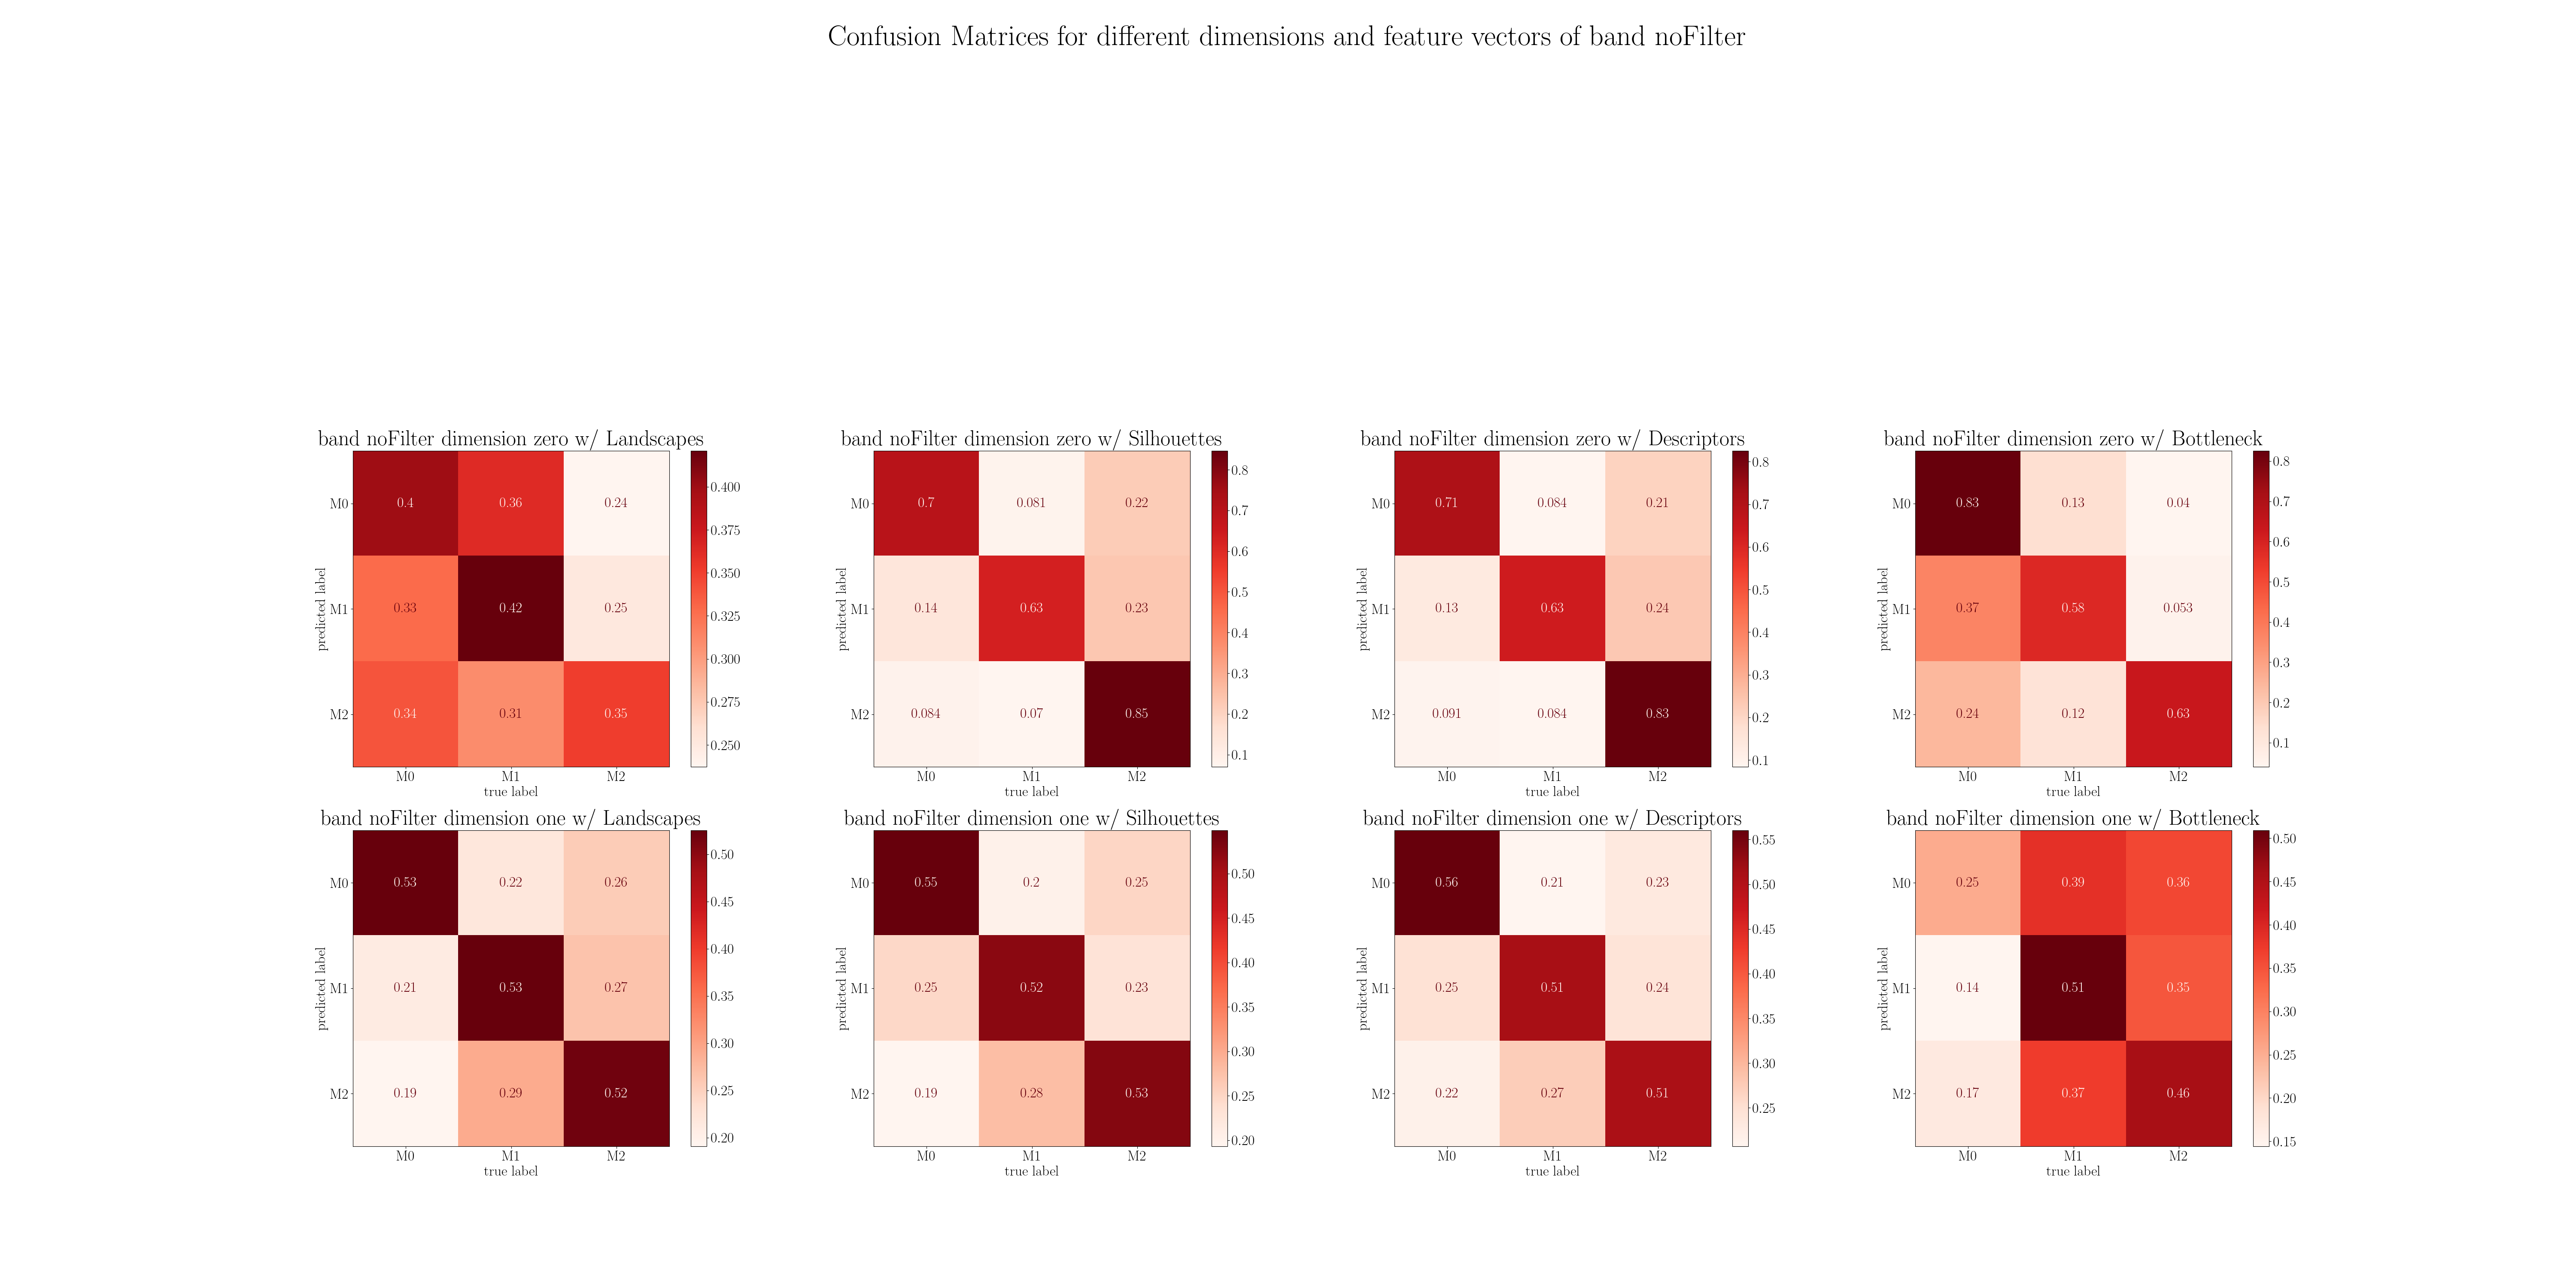 Confusion Matrices for different dimensions and feature vectors of band noFilter
band noFilter dimension zero w/ Landscapes
M0 0.4 0.36 0.24
M1 0.33 0.42 0.25
M2 0.34 0.31 0.35
M0 M1 M2
true label
predicted label
0.400
0.375
0.350
0.325
0.300
0.275
0.250
band noFilter dimension zero w/ Silhouettes
M0 0.7 0.081 0.22
M1 0.14 0.63 0.23
M2 0.084 0.07 0.85
M0 M1 M2
true label
predicted label
0.8
0.7
0.6
0.5
0.4
0.3
0.2
0.1
band noFilter dimension zero w/ Descriptors
M0 0.71 0.084 0.21
M1 0.13 0.63 0.24
M2 0.091 0.084 0.83
M0 M1 M2
true label
predicted label
0.8
0.7
0.6
0.5
0.4
0.3
0.2
0.1
band noFilter dimension zero w/ Bottleneck
M0 0.83 0.13 0.04
M1 0.37 0.58 0.053
M2 0.24 0.12 0.63
M0 M1 M2
true label
predicted label
0.8
0.7
0.6
0.5
0.4
0.3
0.2
0.1
band noFilter dimension one w/ Landscapes
M0 0.53 0.22 0.26
M1 0.21 0.53 0.27
M2 0.19 0.29 0.52
M0 M1 M2
true label
predicted label
0.50
0.45
0.40
0.35
0.30
0.25
0.20
band noFilter dimension one w/ Silhouettes
M0 0.55 0.2 0.25
M1 0.25 0.52 0.23
M2 0.19 0.28 0.53
M0 M1 M2
true label
predicted label
0.50
0.45
0.40
0.35
0.30
0.25
0.20
band noFilter dimension one w/ Descriptors
M0 0.56 0.21 0.23
M1 0.25 0.51 0.24
M2 0.22 0.27 0.51
M0 M1 M2
true label
predicted label
0.55
0.50
0.45
0.40
0.35
0.30
0.25
band noFilter dimension one w/ Bottleneck
M0 0.25 0.39 0.36
M1 0.14 0.51 0.35
M2 0.17 0.37 0.46
M0 M1 M2
true label
predicted label
0.50
0.45
0.40
0.35
0.30
0.25
0.20
0.15